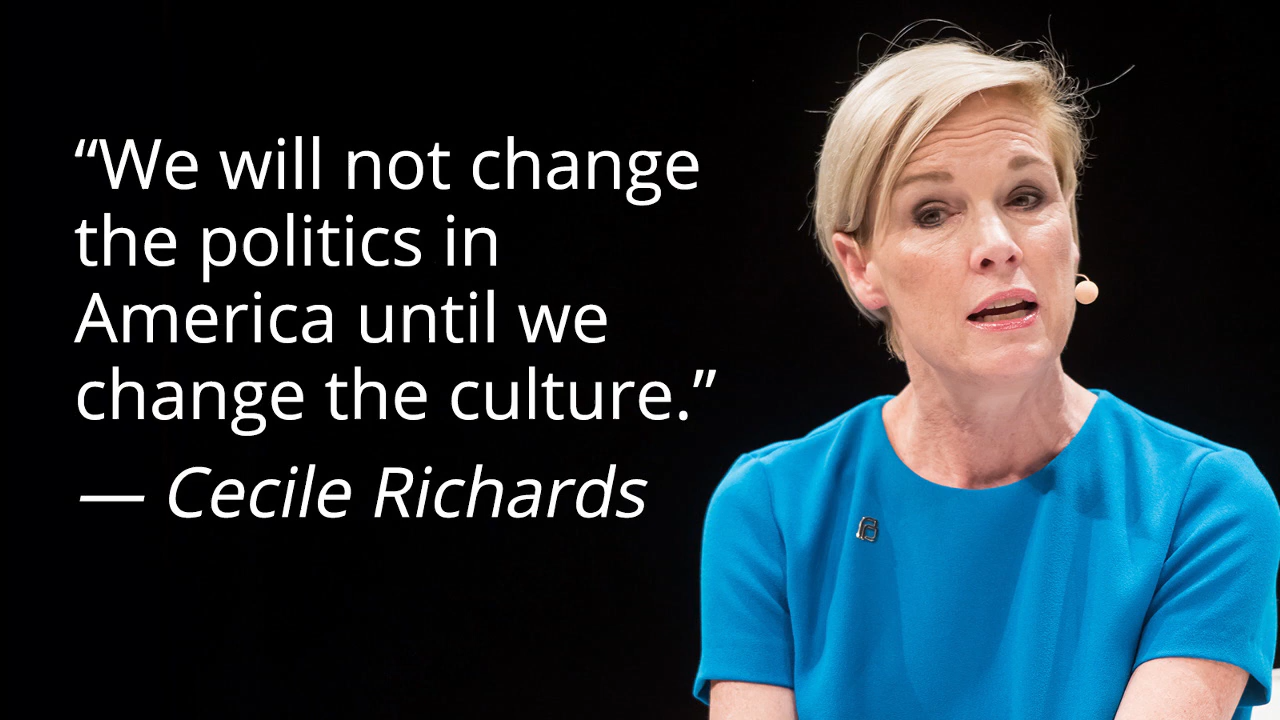 “We will not change
the politics in
America until we
change the culture.”
— Cecile Richards